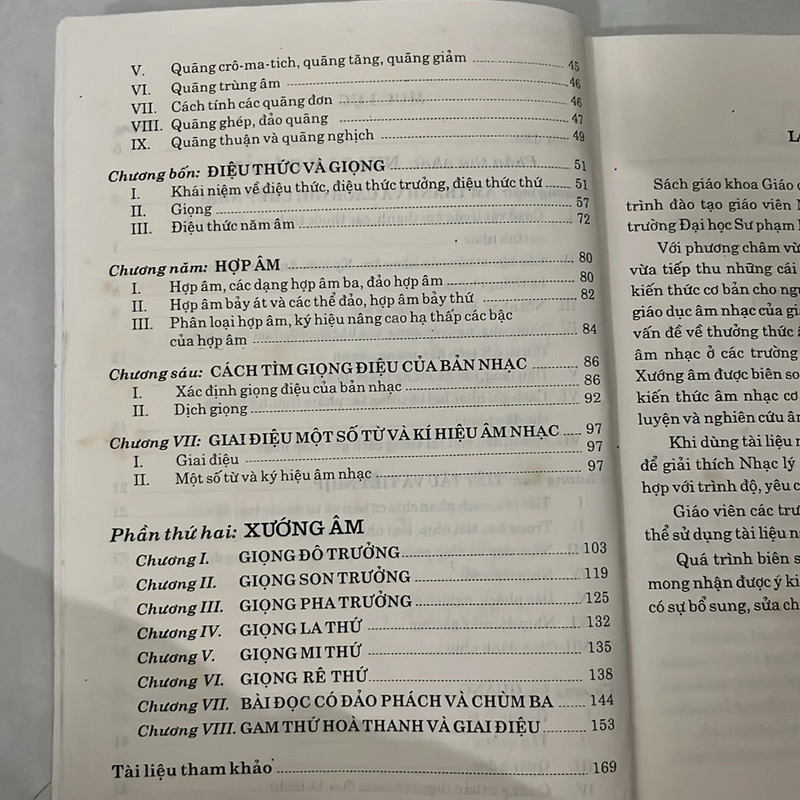 V. Quãng crô-ma-tich, quãng tăng, quãng giảm 45
VI. Quãng trùng âm 46
VII. Cách tính các quãng đơn 46
VIII. Quãng ghép, đảo quãng 47
IX. Quãng thuận và quãng nghịch 49
Chương bốn: ĐIỆU THỨC VÀ GIỌNG 51
I. Khái niệm về điệu thức, điệu thức trưởng, điệu thức thứ 51
II. Giọng 57
III. Điệu thức năm âm 72
Chương năm: HỢP ÂM 80
I. Hợp âm, các dạng hợp âm ba, đảo hợp âm 80
II. Hợp âm bảy át và các thể đảo, hợp âm bảy thứ 82
III. Phân loại hợp âm, ký hiệu nâng cao hạ thấp các bậc
của hợp âm 84
Chương sáu: CÁCH TÌM GIỌNG ĐIỆU CỦA BẢN NHẠC 86
I. Xác định giọng điệu của bản nhạc 86
II. Dịch giọng 92
Chương VII: GIAI ĐIỆU MỘT SỐ TỪ VÀ KÍ HIỆU ÂM NHẠC 97
I. Giai điệu 97
II. Một số từ và ký hiệu âm nhạc 97
Phần thứ hai: XƯỚNG ÂM
Chương I. GIỌNG ĐÔ TRƯỞNG 103
Chương II. GIỌNG SON TRƯỞNG 119
Chương III. GIỌNG PHA TRƯỞNG 125
Chương IV. GIỌNG LA THỨ 132
Chương V. GIỌNG MI THỨ 135
Chương VI. GIỌNG RÊ THỨ 138
Chương VII. BÀI ĐỌC CÓ ĐẢO PHÁCH VÀ CHÙM BA 144
Chương VIII. GAM THỨ HOÀ THANH VÀ GIAI ĐIỆU 153
Tài liệu tham khảo 169
Sách giáo khoa Giáo
trình đào tạo giáo viên
trường Đại học Sư phạm
Với phương châm vừ
vừa tiếp thu những cái
kiến thức cơ bản cho
giáo dục âm nhạc của
vấn đề về thưởng thức
âm nhạc ở các trường
Xướng âm được biên so
kiến thức âm nhạc cơ
luyện và nghiên cứu
Khi dùng tài liệu
để giải thích Nhạc lý
hợp với trình độ, yêu
Giáo viên các trư
thể sử dụng tài liệu
Quá trình biên s
mong nhận được ý
có sự bổ sung, sửa